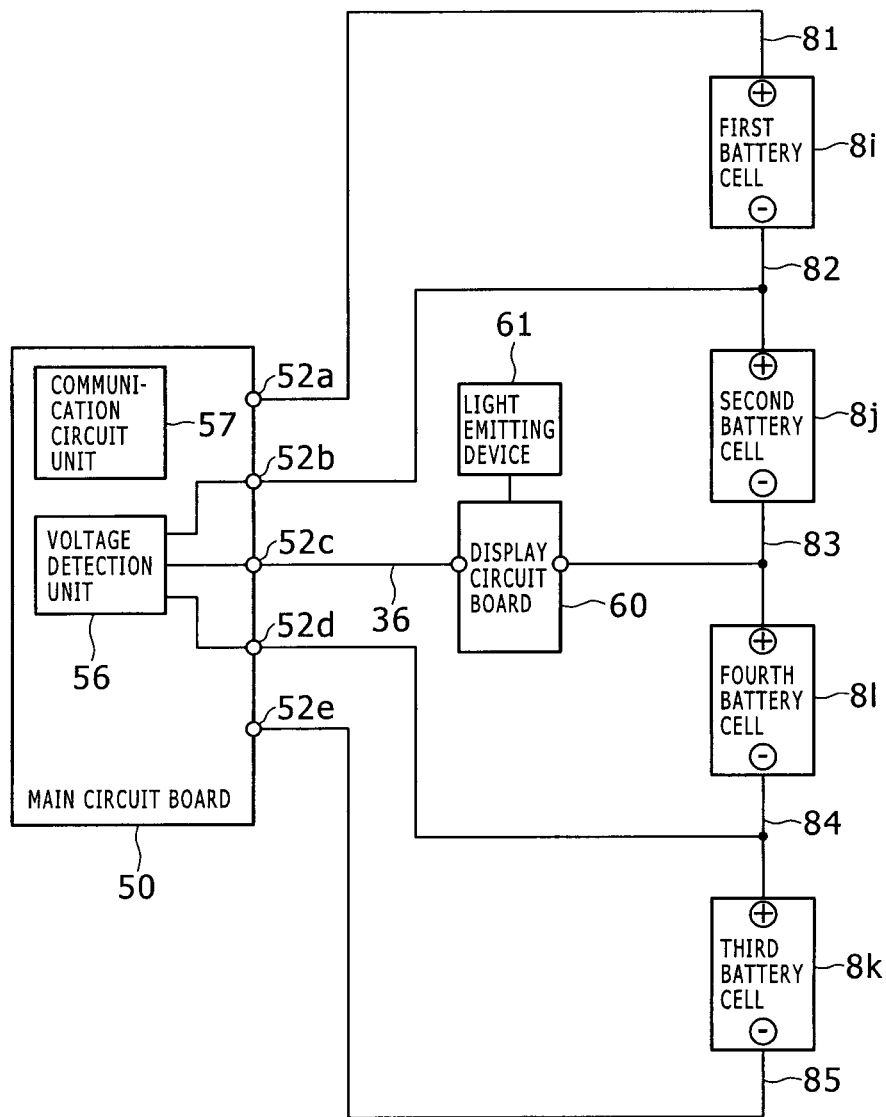 81
+
FIRST
BATTERY
CELL
-
8i
82
61
COMMUNI-
CATION
CIRCUIT
UNIT
57
52a
LIGHT
EMITTING
DEVICE
+
SECOND
BATTERY
CELL
-
8j
52b
VOLTAGE
DETECTION
UNIT
56
52c
36
DISPLAY
CIRCUIT
BOARD
60
83
52d
+
FOURTH
BATTERY
CELL
-
8l
52e
MAIN CIRCUIT BOARD
50
84
+
THIRD
BATTERY
CELL
-
8k
85